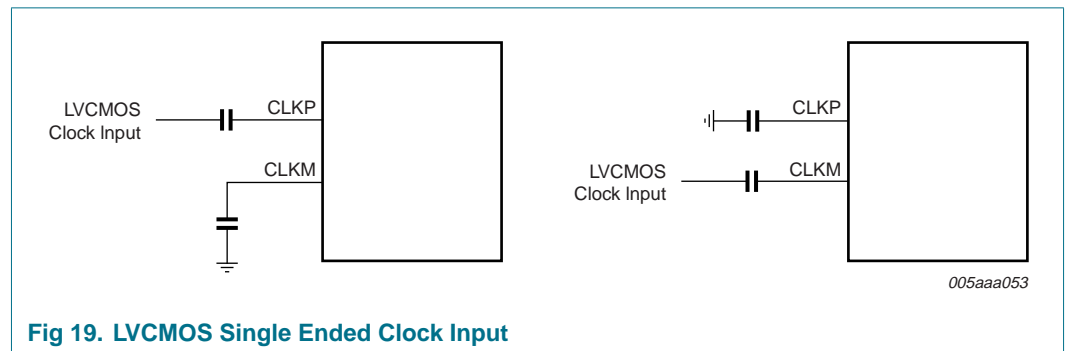 LVCMOS
Clock Input
CLKP
CLKM
CLKP
LVCMOS
Clock Input
CLKM
005aaa053
Fig 19. LVCMOS Single Ended Clock Input